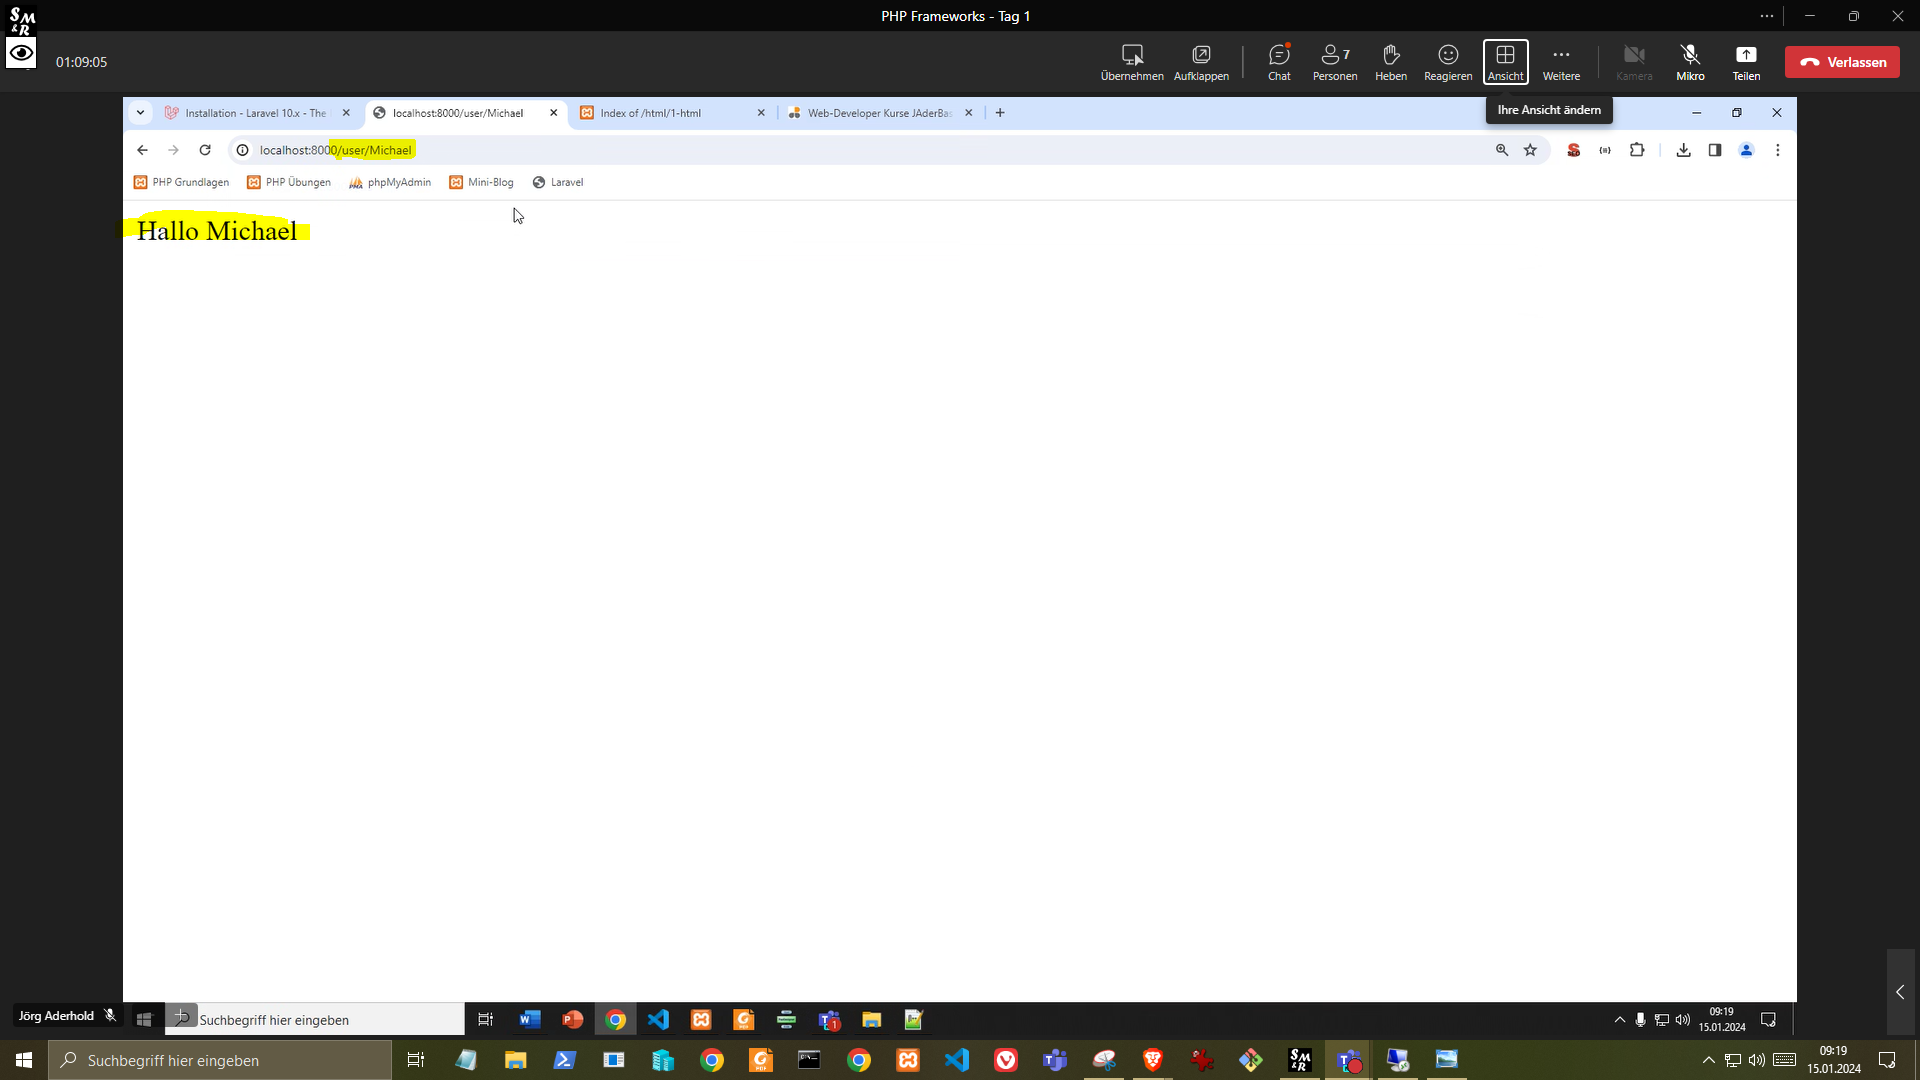 PHP Frameworks - Tag 1
S
M
&
R
01:09:05
Übernehmen
Aufklappen
Chat
7
Personen
Heben
Reagieren
Ansicht
Weitere
Kamera
Mikro
Teilen
Verlassen
Ihre Ansicht ändern
Installation - Laravel 10.x - The
localhost:8000/user/Michael
Index of /html/1-html
Web-Developer Kurse JAderBas
localhost:8000/user/Michael
SEO
PHP Grundlagen
PHP Übungen
phpMyAdmin
Mini-Blog
Laravel
Hallo Michael
Jörg Aderhold
Suchbegriff hier eingeben
1
09:19
15.01.2024
Suchbegriff hier eingeben
S
M
&
R
09:19
15.01.2024